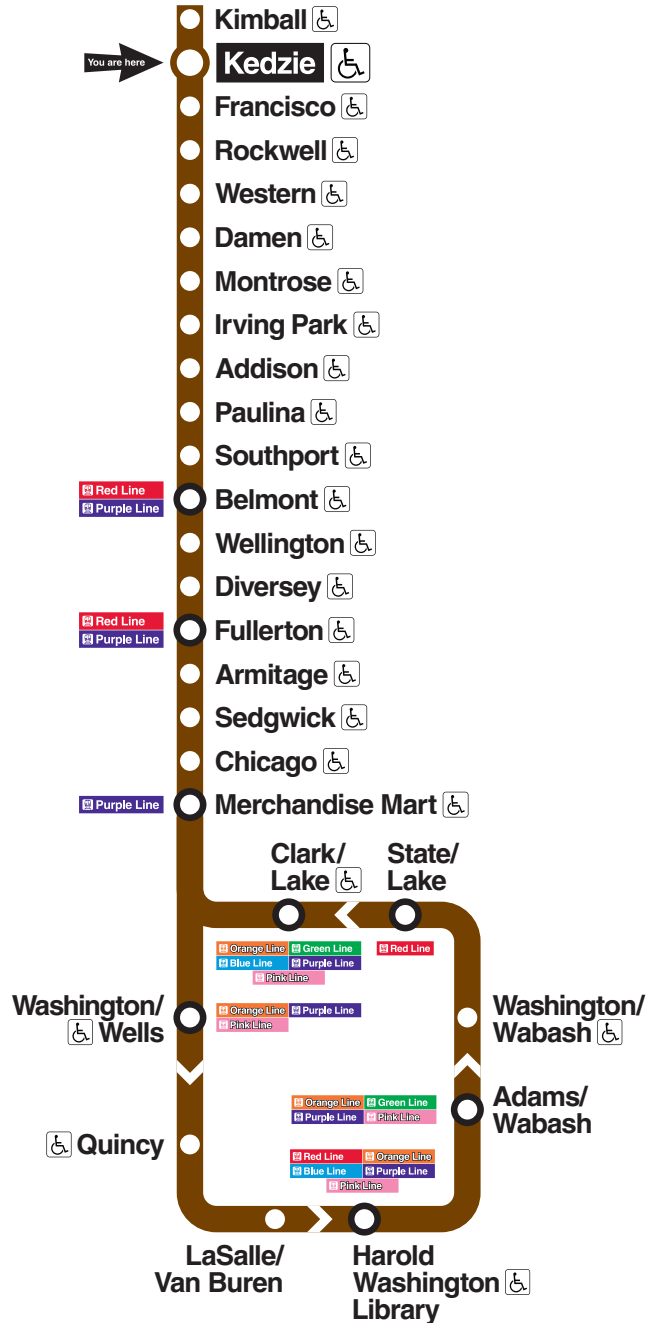 Kimball
You are here
Kedzie
Francisco
Rockwell
Western
Damen
Montrose
Irving Park
Addison
Paulina
Southport
Red Line
Purple Line
Belmont
Wellington
Diversey
Red Line
Purple Line
Fullerton
Armitage
Sedgwick
Chicago
Purple Line
Merchandise Mart
Clark/
Lake
State/
Lake
Orange Line Green Line
Blue Line Purple Line
Pink Line
Red Line
Washington/
Wells
Orange Line Purple Line
Pink Line
Washington/
Wabash
Orange Line Green Line
Purple Line Pink Line
Adams/
Wabash
Quincy
Red Line Orange Line
Blue Line Purple Line
Pink Line
LaSalle/
Van Buren
Harold
Washington
Library